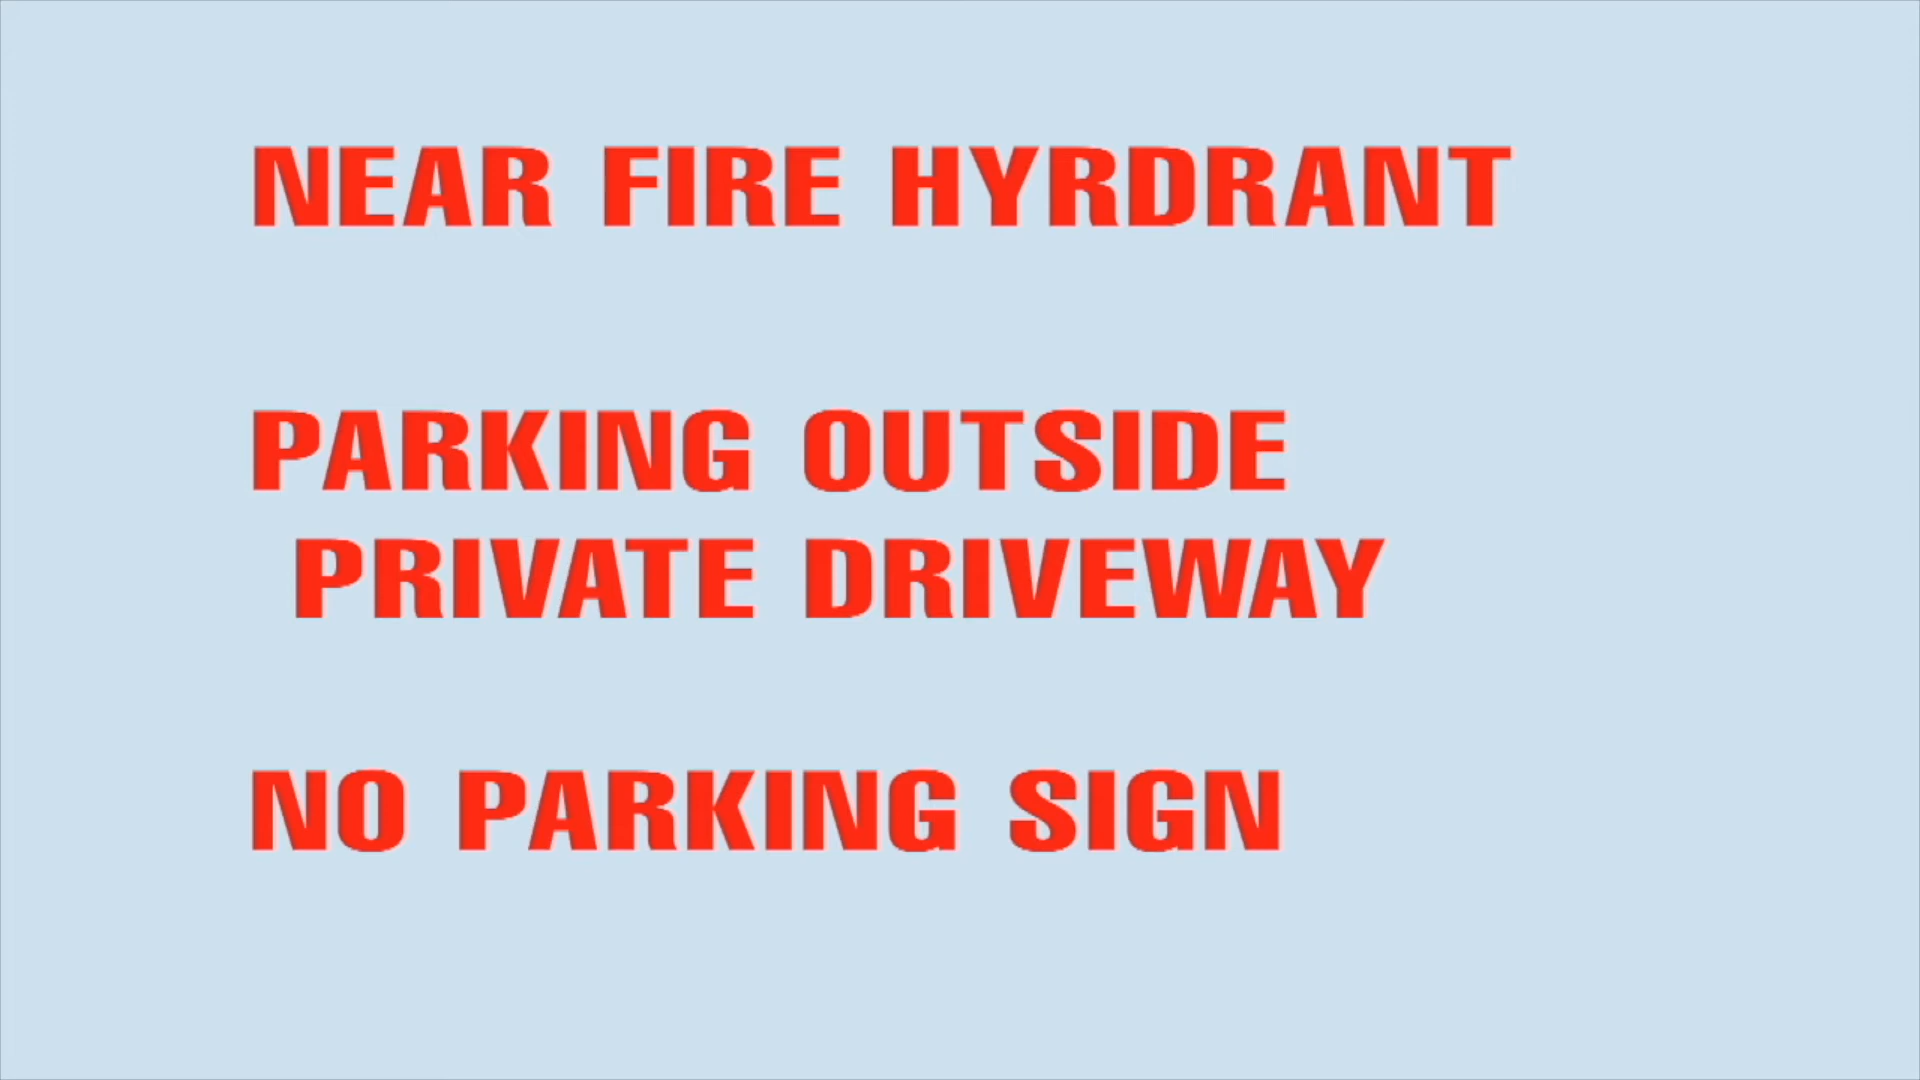 NEAR FIRE HYRDRANT
PARKING OUTSIDE
PRIVATE DRIVEWAY
NO PARKING SIGN